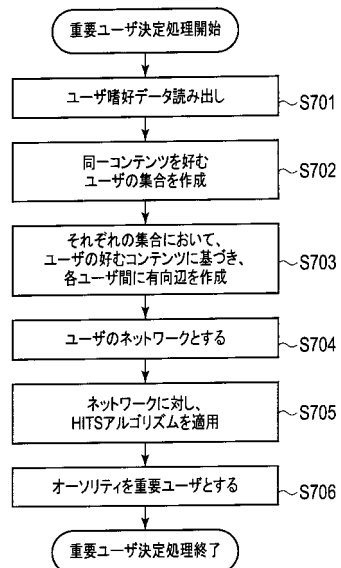 重要ユーザ決定処理開始
ユーザ嗜好データ読み出し
S701
同一コンテンツを好む
ユーザの集合を作成
S702
それぞれの集合において、
ユーザの好むコンテンツに基づき、
各ユーザ間に有向辺を作成
S703
ユーザのネットワークとする
S704
ネットワークに対し、
HITSアルゴリズムを適用
S705
オーソリティを重要ユーザとする
S706
重要ユーザ決定処理終了